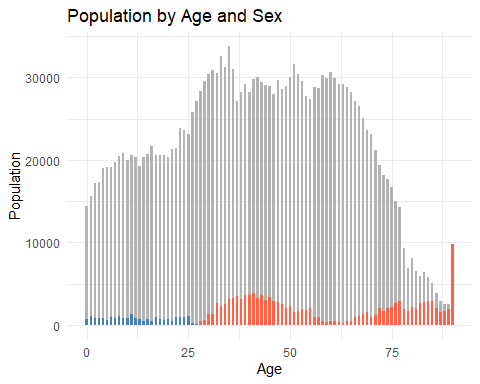 Population by Age and Sex
Population
30000
20000
10000
0
0 25 50 75
Age